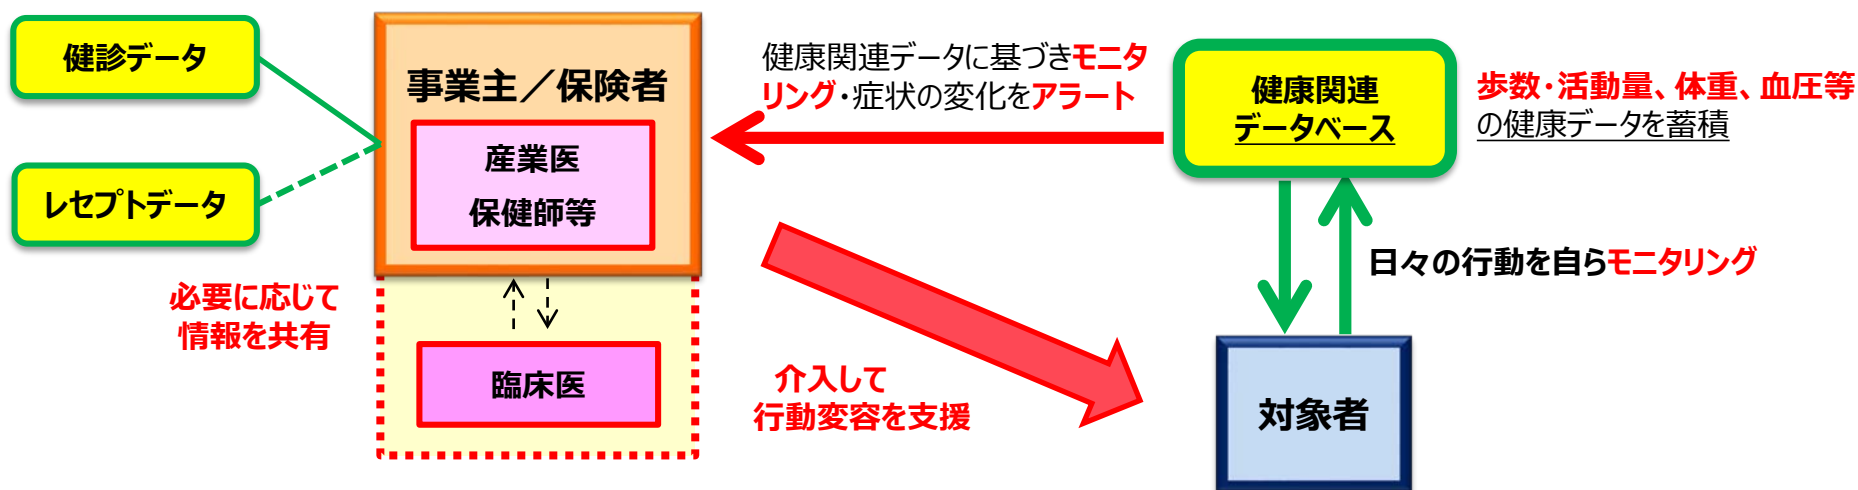 健診データ
レセプトデータ
事業主／保険者
産業医
保健師等
必要に応じて
情報を共有
臨床医
健康関連データに基づきモニタ
リング・症状の変化をアラート
介入して
行動変容を支援
健康関連
データベース
歩数・活動量、体重、血圧等
の健康データを蓄積
日々の行動を自らモニタリング
対象者